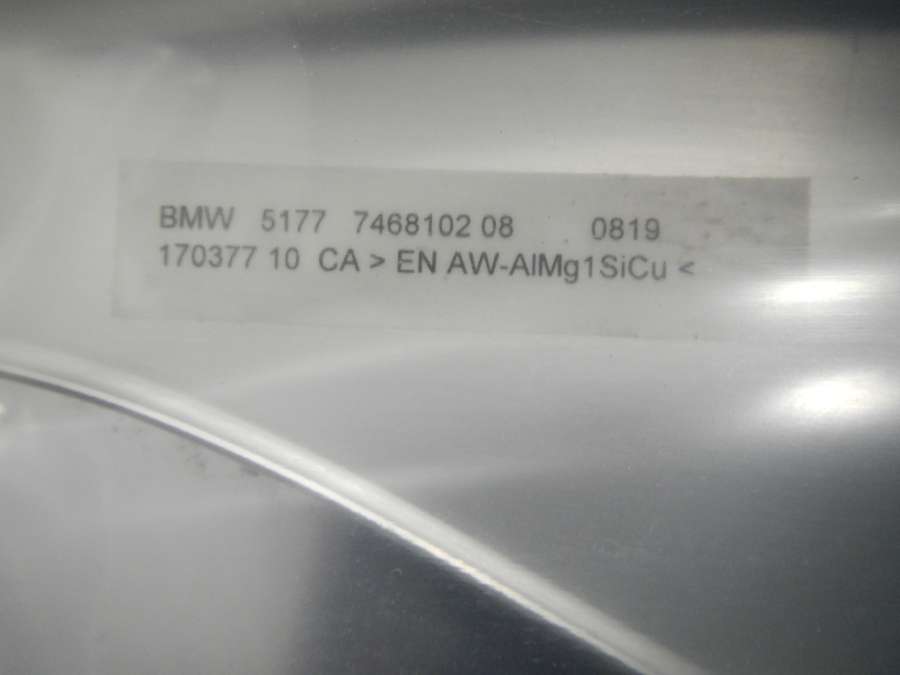 BMW 5177 7468102 08 0819
170377 10 CA > EN AW-AlMg1SiCu <